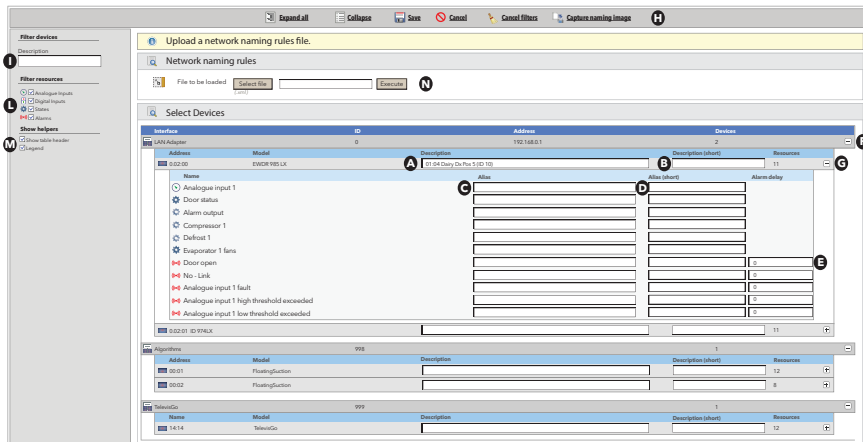 Expand all Collapse Save Cancel Cancel filters Capture naming image H
Filter devices
Description
I
Filter resources
Analogue Inputs
L Digital Inputs
States
Alarms
Show helpers
M Show table header
Legend
Upload a network naming rules file.
Network naming rules
File to be loaded Select file Execute N
Select Devices
Interface ID Address Devices
LAN Adapter 0 192.168.0.1 2 F
Address Model Description Description (short) Resources
0.02:00 EWDR 985 LX A 01:04 Dairy Dx Pos 5 (ID 10) B 11 G
Name Alias Alias (short) Alarm delay
Analogue input 1 C D
Door status
Alarm output
Compressor 1
Defrost 1
Evaporator 1 fans
Door open 0 E
No - Link 0
Analogue input 1 fault 0
Analogue input 1 high threshold exceeded 0
Analogue input 1 low threshold exceeded 0
0.02:01 ID 974LX 11
Algorithms 998 1
Address Model Description Description (short) Resources
00:01 FloatingSuction 12
00:02 FloatingSuction 8
TelevisGo 999 1
Name Model Description Description (short) Resources
14:14 TelevisGo 12